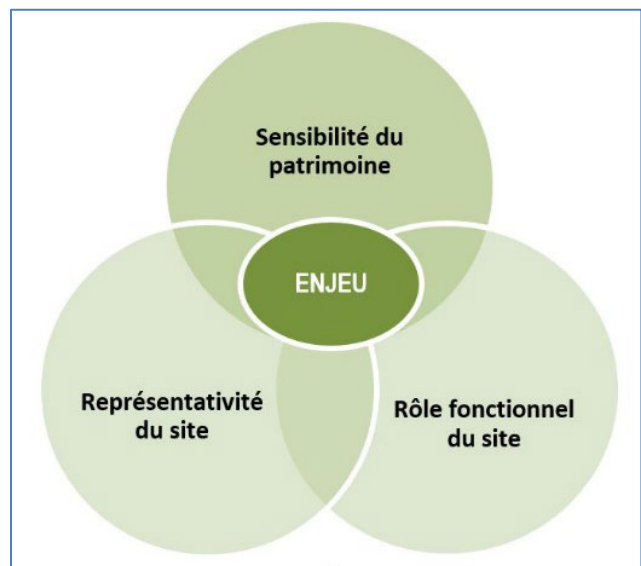 Sensibilité du
patrimoine
ENJEU
Représentativité
du site
Rôle fonctionnel
du site